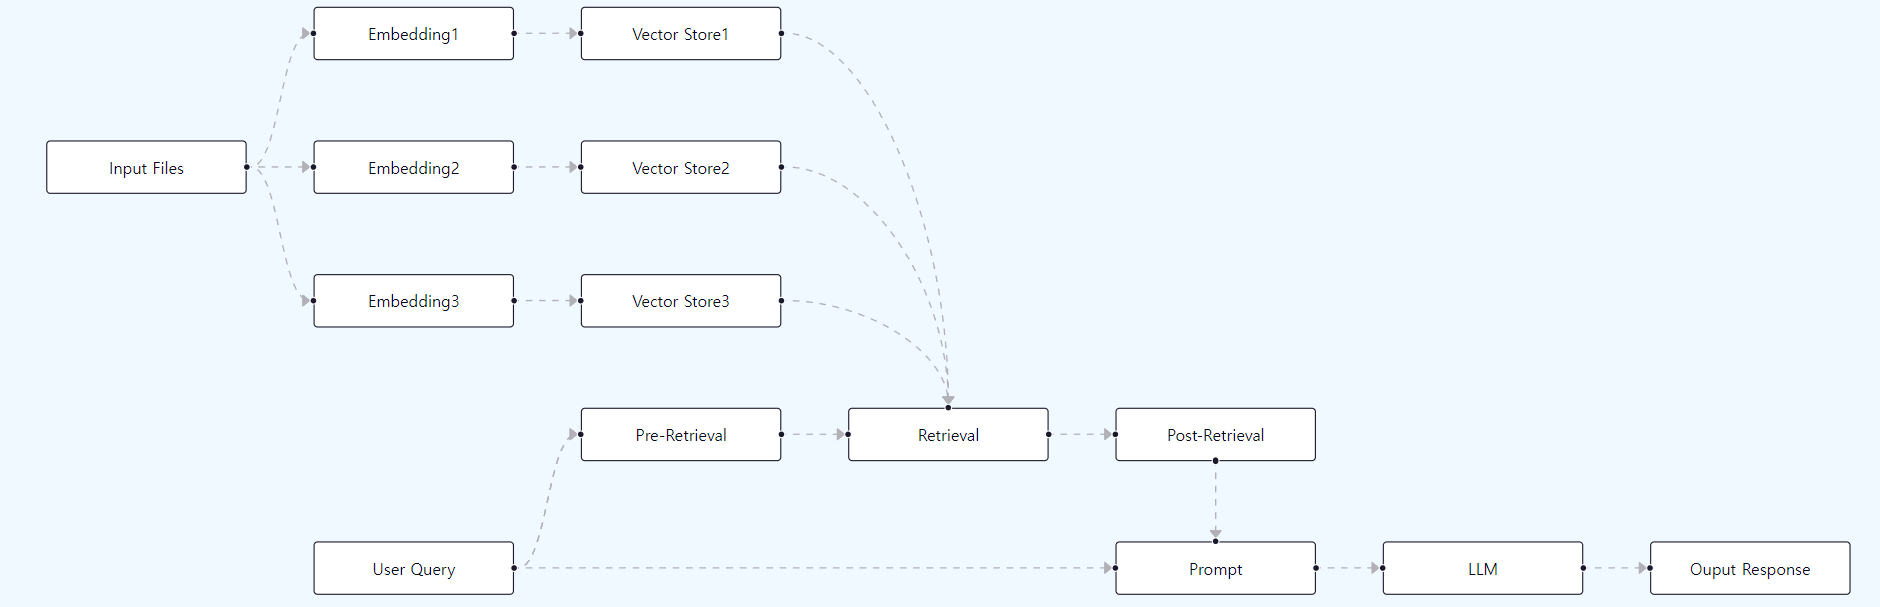 Embedding1
Vector Store1
Input Files
Embedding2
Vector Store2
Embedding3
Vector Store3
Pre-Retrieval
Retrieval
Post-Retrieval
User Query
Prompt
LLM
Ouput Response